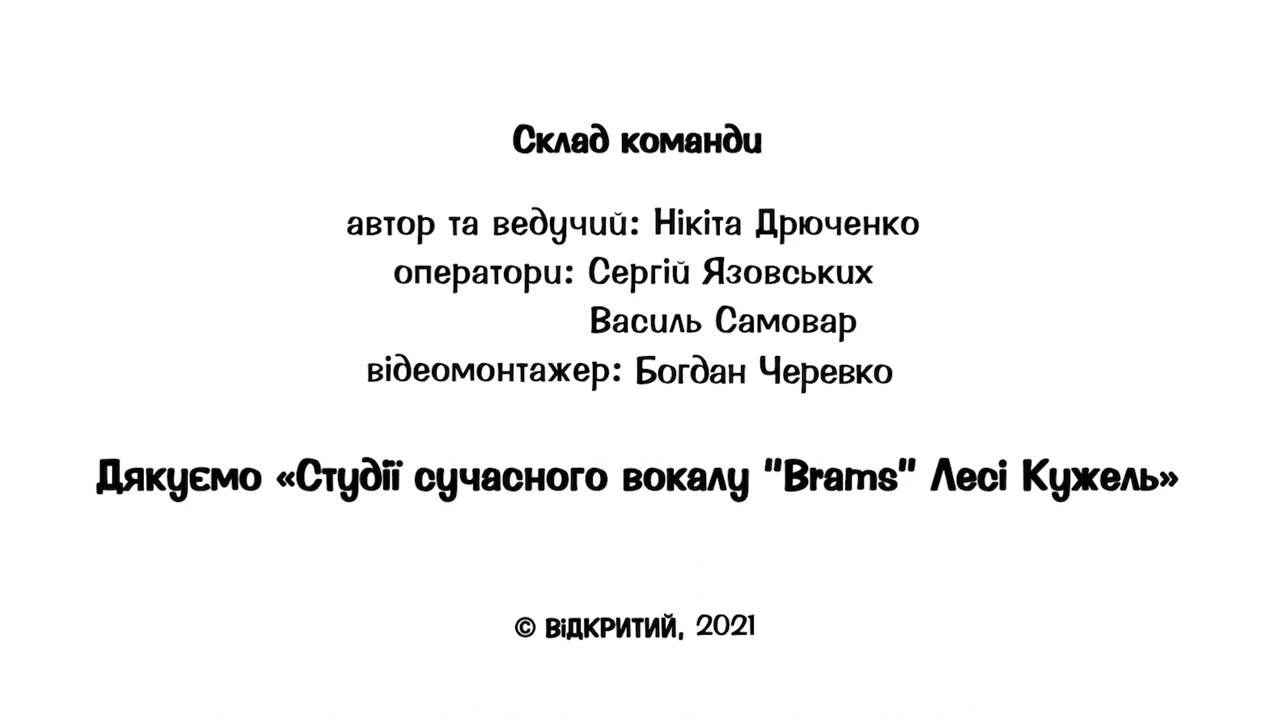 Склад команди
автор та ведучий: Нікіта Дрюченко
оператори: Сергій Язовських
Василь Самовар
відеомонтажер: Богдан Черевко
Дякуємо «Студії сучасного вокалу "Brams" Лесі Кужель»
© ВіДКРИТИЙ, 2021